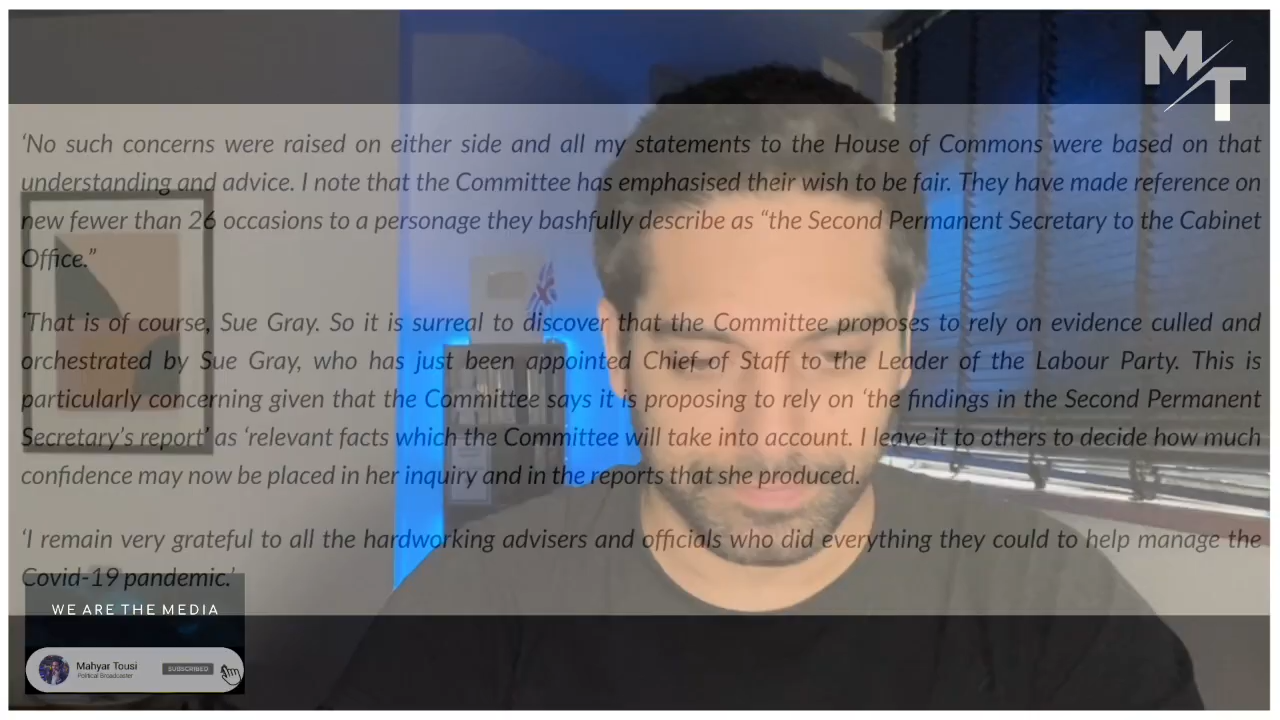 M/T
‘No such concerns were raised on either side and all my statements to the House of Commons were based on that
understanding and advice. I note that the Committee has emphasised their wish to be fair. They have made reference on
new fewer than 26 occasions to a personage they bashfully describe as “the Second Permanent Secretary to the Cabinet
Office.”
‘That is of course, Sue Gray. So it is surreal to discover that the Committee proposes to rely on evidence culled and
orchestrated by Sue Gray, who has just been appointed Chief of Staff to the Leader of the Labour Party. This is
particularly concerning given that the Committee says it is proposing to rely on ‘the findings in the Second Permanent
Secretary’s report’ as ‘relevant facts which the Committee will take into account. I leave it to others to decide how much
confidence may now be placed in her inquiry and in the reports that she produced.
‘I remain very grateful to all the hardworking advisers and officials who did everything they could to help manage the
Covid-19 pandemic.’
WE ARE THE MEDIA
Mahyar Tousi
Political Broadcaster
SUBSCRIBED